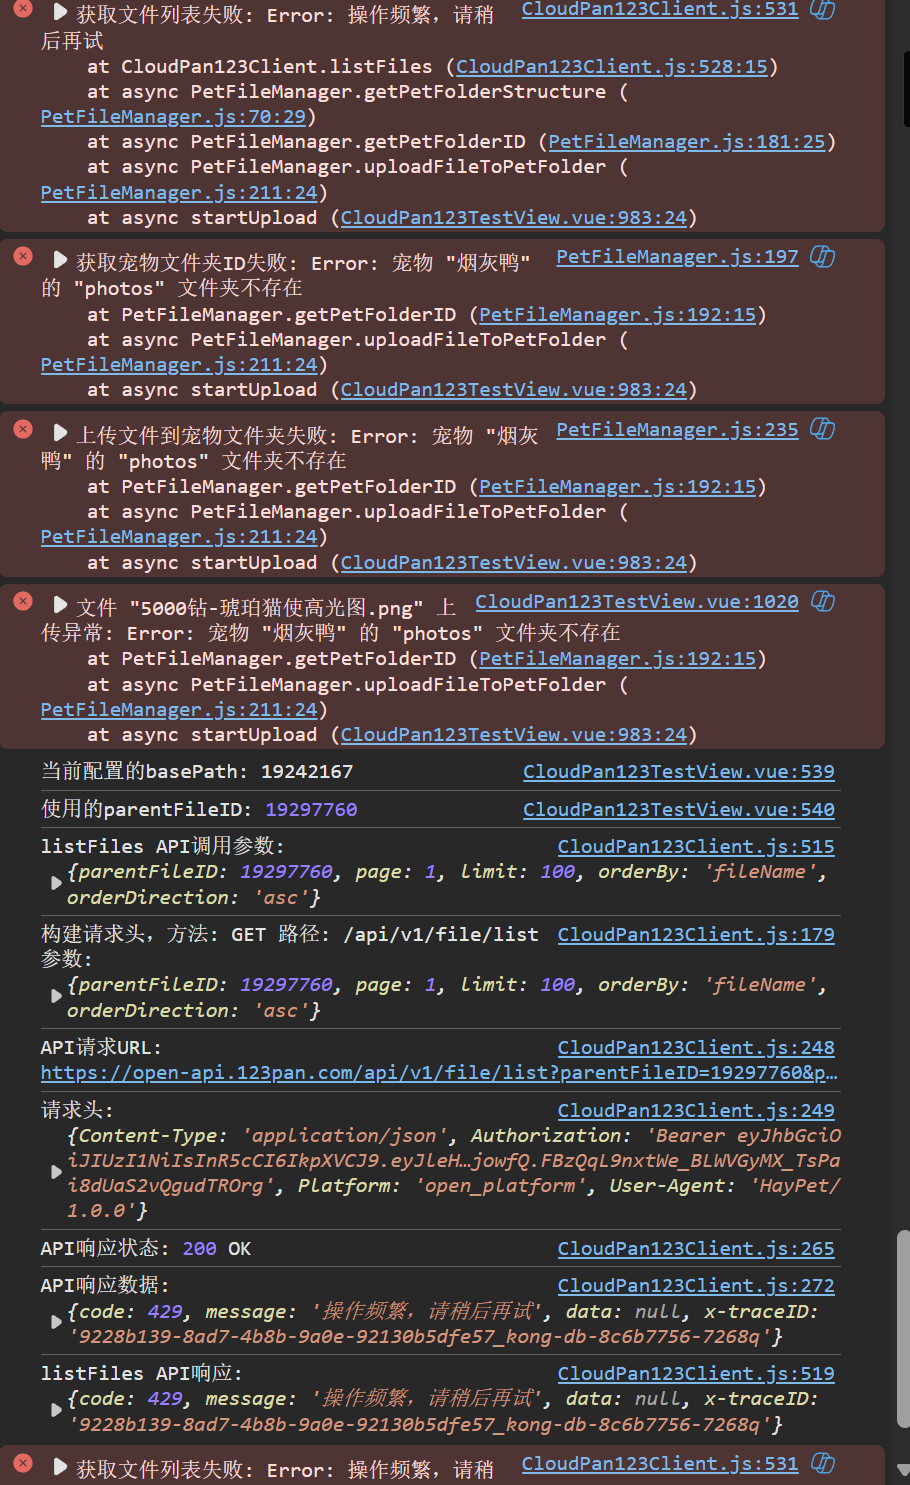 获取文件列表失败: Error: 操作频繁，请稍 CloudPan123Client.js:531
后再试
at CloudPan123Client.listFiles (CloudPan123Client.js:528:15)
at async PetFileManager.getPetFolderStructure (
PetFileManager.js:70:29)
at async PetFileManager.getPetFolderID (PetFileManager.js:181:25)
at async PetFileManager.uploadFileToPetFolder (
PetFileManager.js:211:24)
at async startUpload (CloudPan123TestView.vue:983:24)
获取宠物文件夹ID失败: Error: 宠物 "烟灰鸭" PetFileManager.js:197
的 "photos" 文件夹不存在
at PetFileManager.getPetFolderID (PetFileManager.js:192:15)
at async PetFileManager.uploadFileToPetFolder (
PetFileManager.js:211:24)
at async startUpload (CloudPan123TestView.vue:983:24)
上传文件到宠物文件夹失败: Error: 宠物 "烟灰 PetFileManager.js:235
鸭" 的 "photos" 文件夹不存在
at PetFileManager.getPetFolderID (PetFileManager.js:192:15)
at async PetFileManager.uploadFileToPetFolder (
PetFileManager.js:211:24)
at async startUpload (CloudPan123TestView.vue:983:24)
文件 "5000钻-琥珀猫使高光图.png" 上 CloudPan123TestView.vue:1020
传异常: Error: 宠物 "烟灰鸭" 的 "photos" 文件夹不存在
at PetFileManager.getPetFolderID (PetFileManager.js:192:15)
at async PetFileManager.uploadFileToPetFolder (
PetFileManager.js:211:24)
at async startUpload (CloudPan123TestView.vue:983:24)
当前配置的basePath: 19242167 CloudPan123TestView.vue:539
使用的parentFileID: 19297760 CloudPan123TestView.vue:540
listFiles API调用参数: CloudPan123Client.js:515
{parentFileID: 19297760, page: 1, limit: 100, orderBy: 'fileName',
orderDirection: 'asc'}
构建请求头，方法: GET 路径: /api/v1/file/list CloudPan123Client.js:179
参数:
{parentFileID: 19297760, page: 1, limit: 100, orderBy: 'fileName',
orderDirection: 'asc'}
API请求URL: CloudPan123Client.js:248
https://open-api.123pan.com/api/v1/file/list?parentFileID=19297760&p…
请求头: CloudPan123Client.js:249
{Content-Type: 'application/json', Authorization: 'Bearer eyJhbGciO
iJIUzI1NiIsInR5cCI6IkpXVCJ9.eyJleH…jowfQ.FBzQqL9nxtWe_BLWVGyMX_TsPa
i8dUaS2vQgudTROrg', Platform: 'open_platform', User-Agent: 'HayPet/
1.0.0'}
API响应状态: 200 OK CloudPan123Client.js:265
API响应数据: CloudPan123Client.js:272
{code: 429, message: '操作频繁，请稍后再试', data: null, x-traceID:
'9228b139-8ad7-4b8b-9a0e-92130b5dfe57_kong-db-8c6b7756-7268q'}
listFiles API响应: CloudPan123Client.js:519
{code: 429, message: '操作频繁，请稍后再试', data: null, x-traceID:
'9228b139-8ad7-4b8b-9a0e-92130b5dfe57_kong-db-8c6b7756-7268q'}
获取文件列表失败: Error: 操作频繁，请稍 CloudPan123Client.js:531